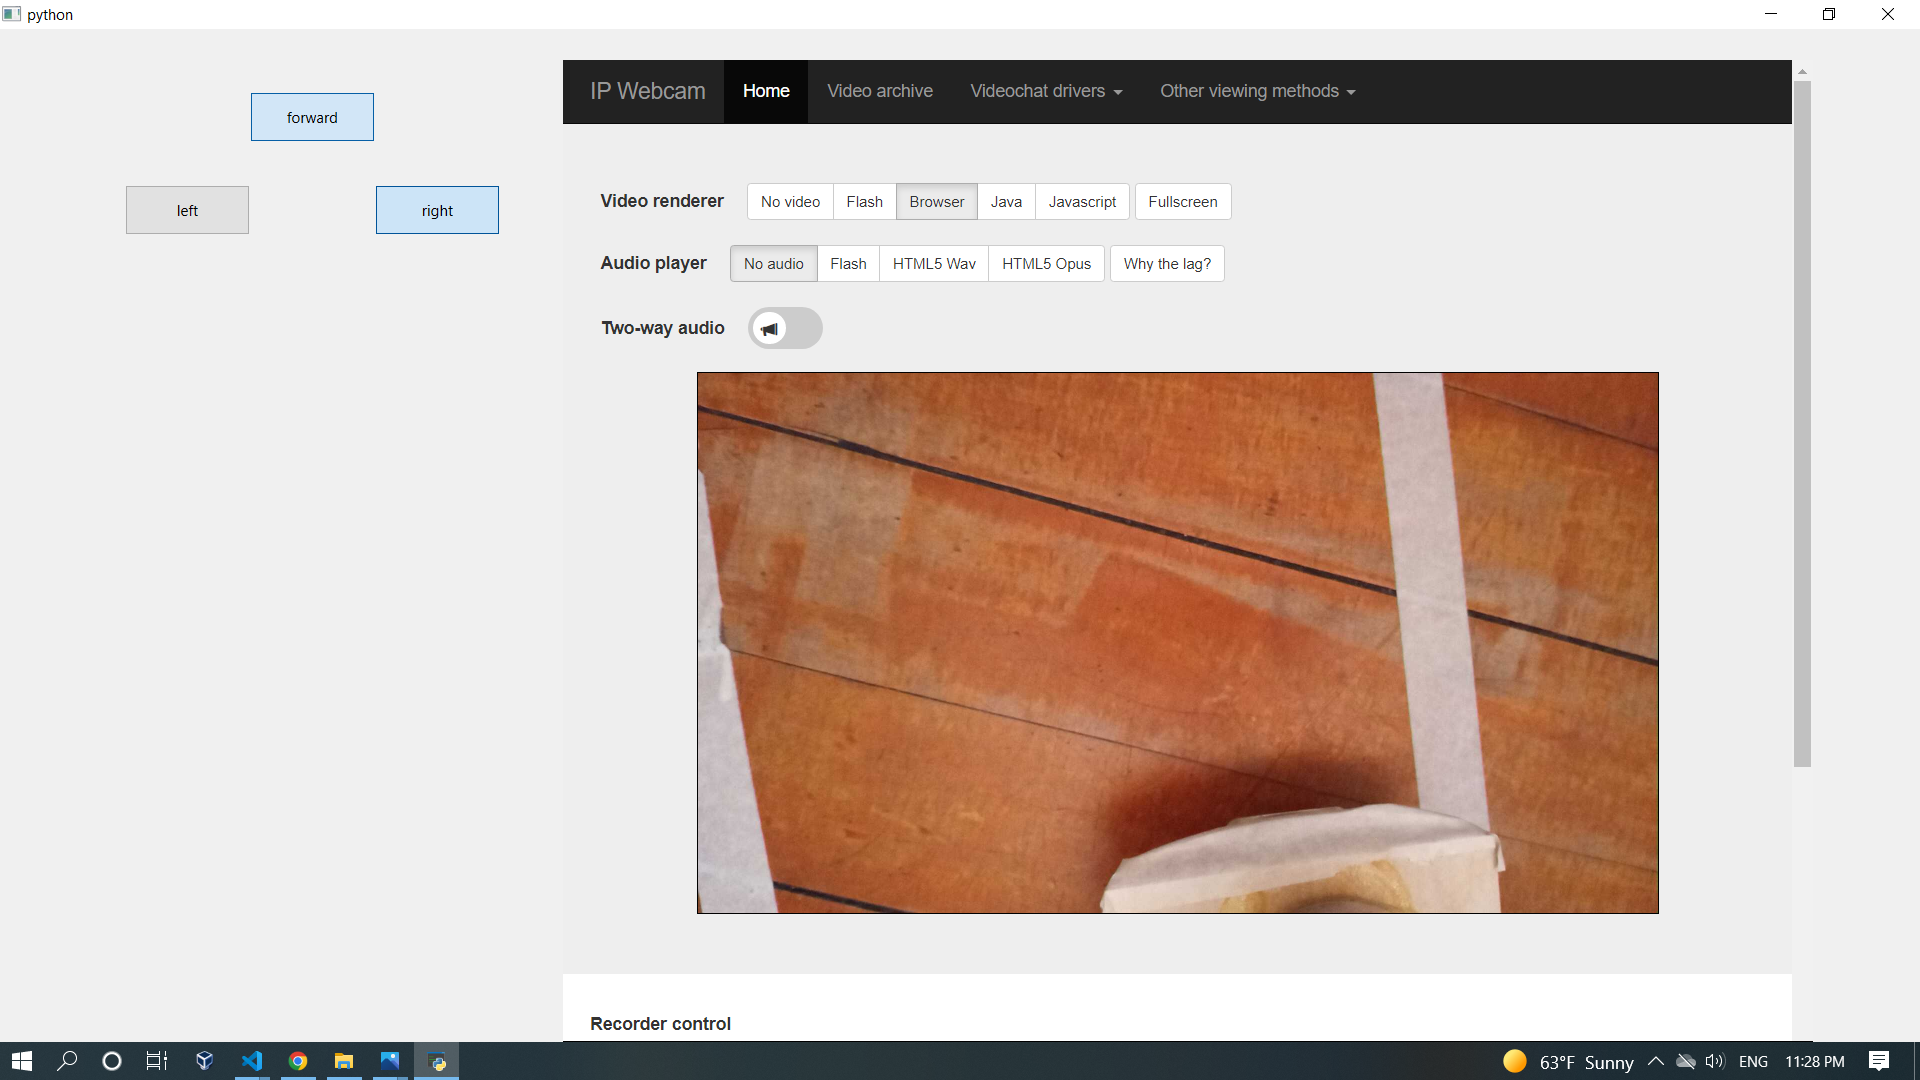 python
forward
left
right
IP Webcam Home Video archive Videochat drivers Other viewing methods
Video renderer No video Flash Browser Java Javascript Fullscreen
Audio player No audio Flash HTML5 Wav HTML5 Opus Why the lag?
Two-way audio
Recorder control
63°F Sunny ENG 11:28 PM